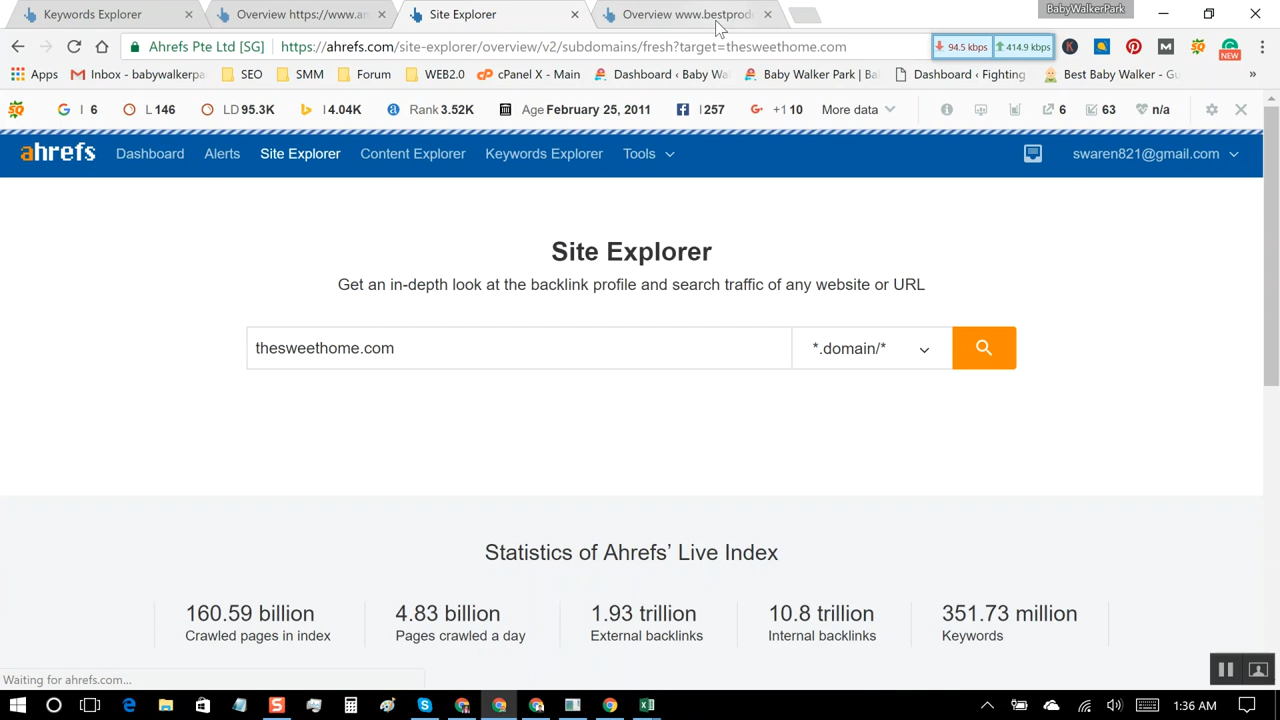 Keywords Explorer
Overview https://www.am
Site Explorer
Overview www.bestprod
BabyWalkerPark
Ahrefs Pte Ltd [SG]
https://ahrefs.com/site-explorer/overview/v2/subdomains/fresh?target=thesweethome.com
94.5 kbps
414.9 kbps
NEW
Apps
Inbox - babywalkerpa
SEO
SMM
Forum
WEB2.0
cPanel X - Main
Dashboard ‹ Baby Wal
Baby Walker Park | Ba
Dashboard ‹ Fighting
Best Baby Walker - Gu
»
I 6
L 146
LD 95.3K
I 4.04K
Rank 3.52K
Age February 25, 2011
I 257
+1 10
More data
6
63
n/a
ahrefs
Dashboard
Alerts
Site Explorer
Content Explorer
Keywords Explorer
Tools
swaren821@gmail.com
Site Explorer
Get an in-depth look at the backlink profile and search traffic of any website or URL
thesweethome.com
*.domain/*
Statistics of Ahrefs’ Live Index
160.59 billion
Crawled pages in index
4.83 billion
Pages crawled a day
1.93 trillion
External backlinks
10.8 trillion
Internal backlinks
351.73 million
Keywords
Waiting for ahrefs.com...
1:36 AM